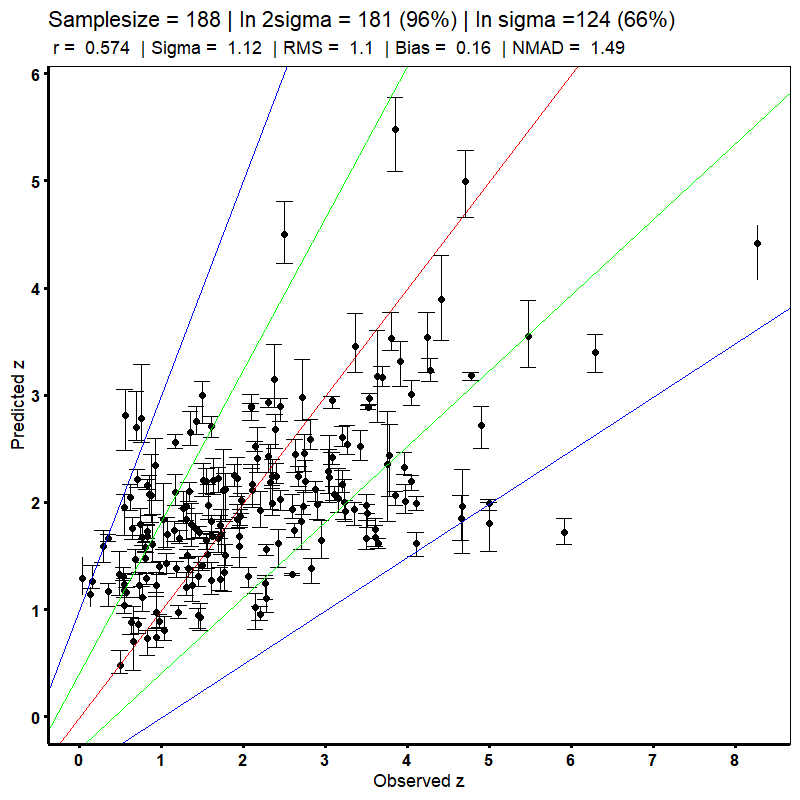 Samplesize = 188 | In 2sigma = 181 (96%) | In sigma =124 (66%)
r = 0.574 | Sigma = 1.12 | RMS = 1.1 | Bias = 0.16 | NMAD = 1.49
6
5
4
3
2
1
0
Predicted z
0 1 2 3 4 5 6 7 8
Observed z